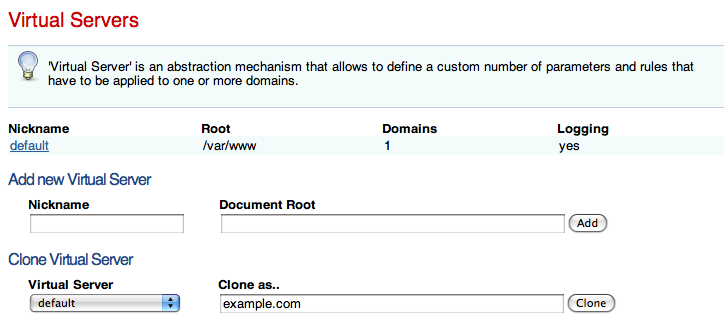 Virtual Servers
'Virtual Server' is an abstraction mechanism that allows to define a custom number of parameters and rules that
have to be applied to one or more domains.
Nickname Root Domains Logging
default /var/www 1 yes
Add new Virtual Server
Nickname Document Root
Add
Clone Virtual Server
Virtual Server Clone as..
default example.com Clone